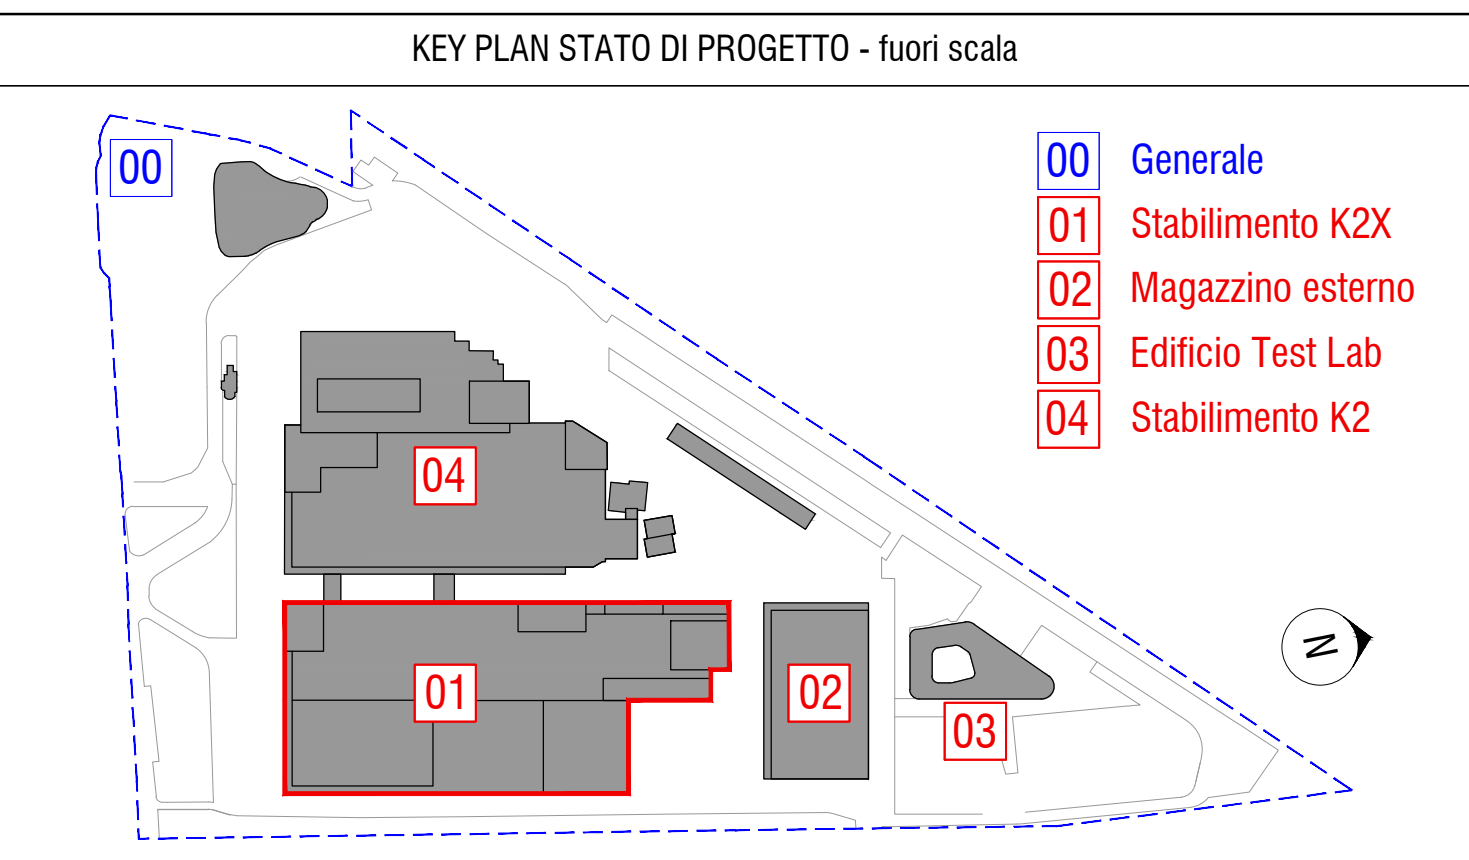 KEY PLAN STATO DI PROGETTO - fuori scala
00
00 Generale
01 Stabilimento K2X
02 Magazzino esterno
03 Edificio Test Lab
04 Stabilimento K2
04
01
02
03
N